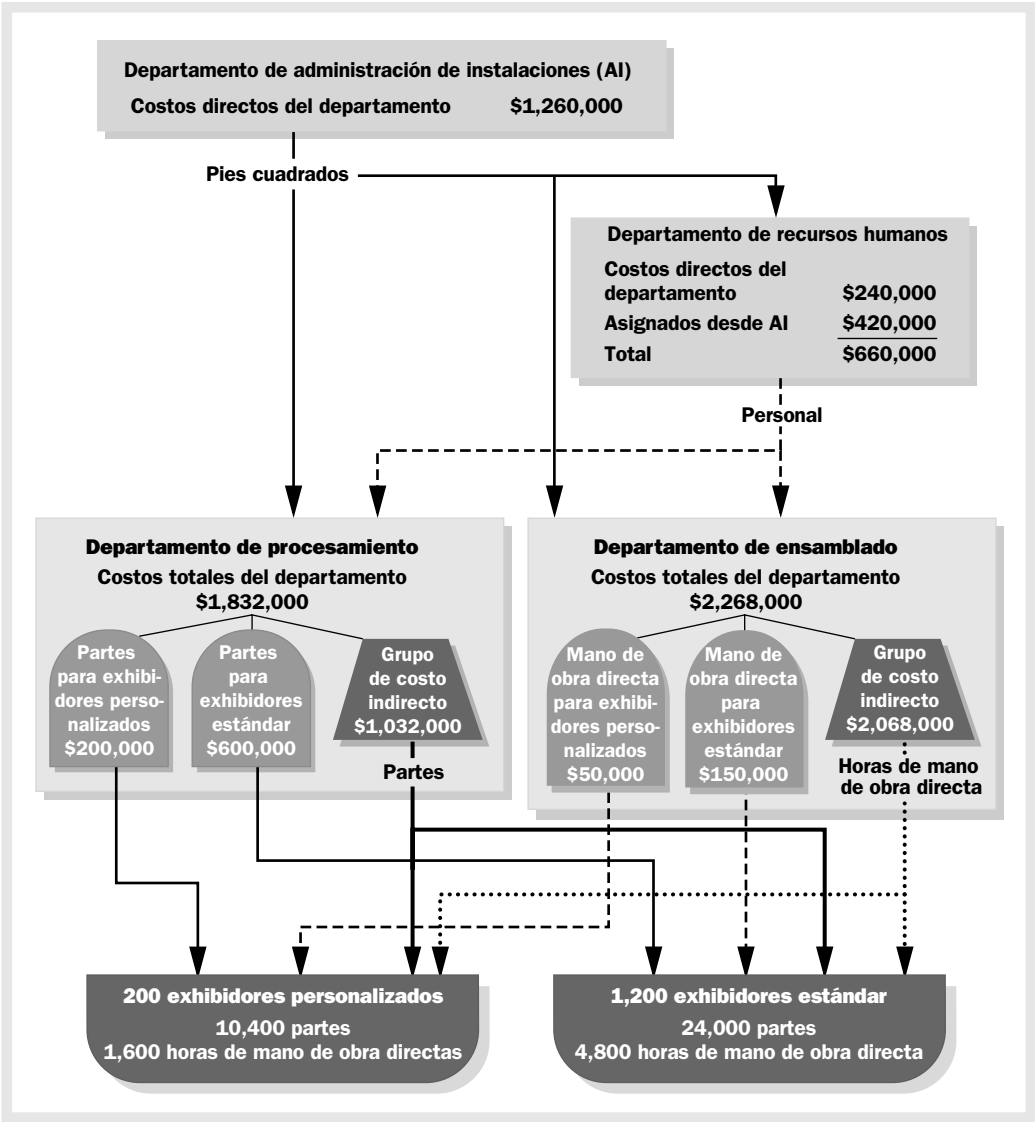 Departamento de administración de instalaciones (AI)
Costos directos del departamento $1,260,000
Pies cuadrados
Departamento de recursos humanos
Costos directos del
departamento $240,000
Asignados desde AI $420,000
Total $660,000
Personal
Departamento de procesamiento
Costos totales del departamento
$1,832,000
Partes
para exhibi-
dores perso-
nalizados
$200,000
Partes
para
exhibidores
estándar
$600,000
Grupo
de costo
indirecto
$1,032,000
Partes
Departamento de ensamblado
Costos totales del departamento
$2,268,000
Mano de
obra directa
para exhibi-
dores perso-
nalizados
$50,000
Mano de
obra directa
para
exhibidores
estándar
$150,000
Grupo
de costo
indirecto
$2,068,000
Horas de mano
de obra directa
200 exhibidores personalizados
10,400 partes
1,600 horas de mano de obra directas
1,200 exhibidores estándar
24,000 partes
4,800 horas de mano de obra directa